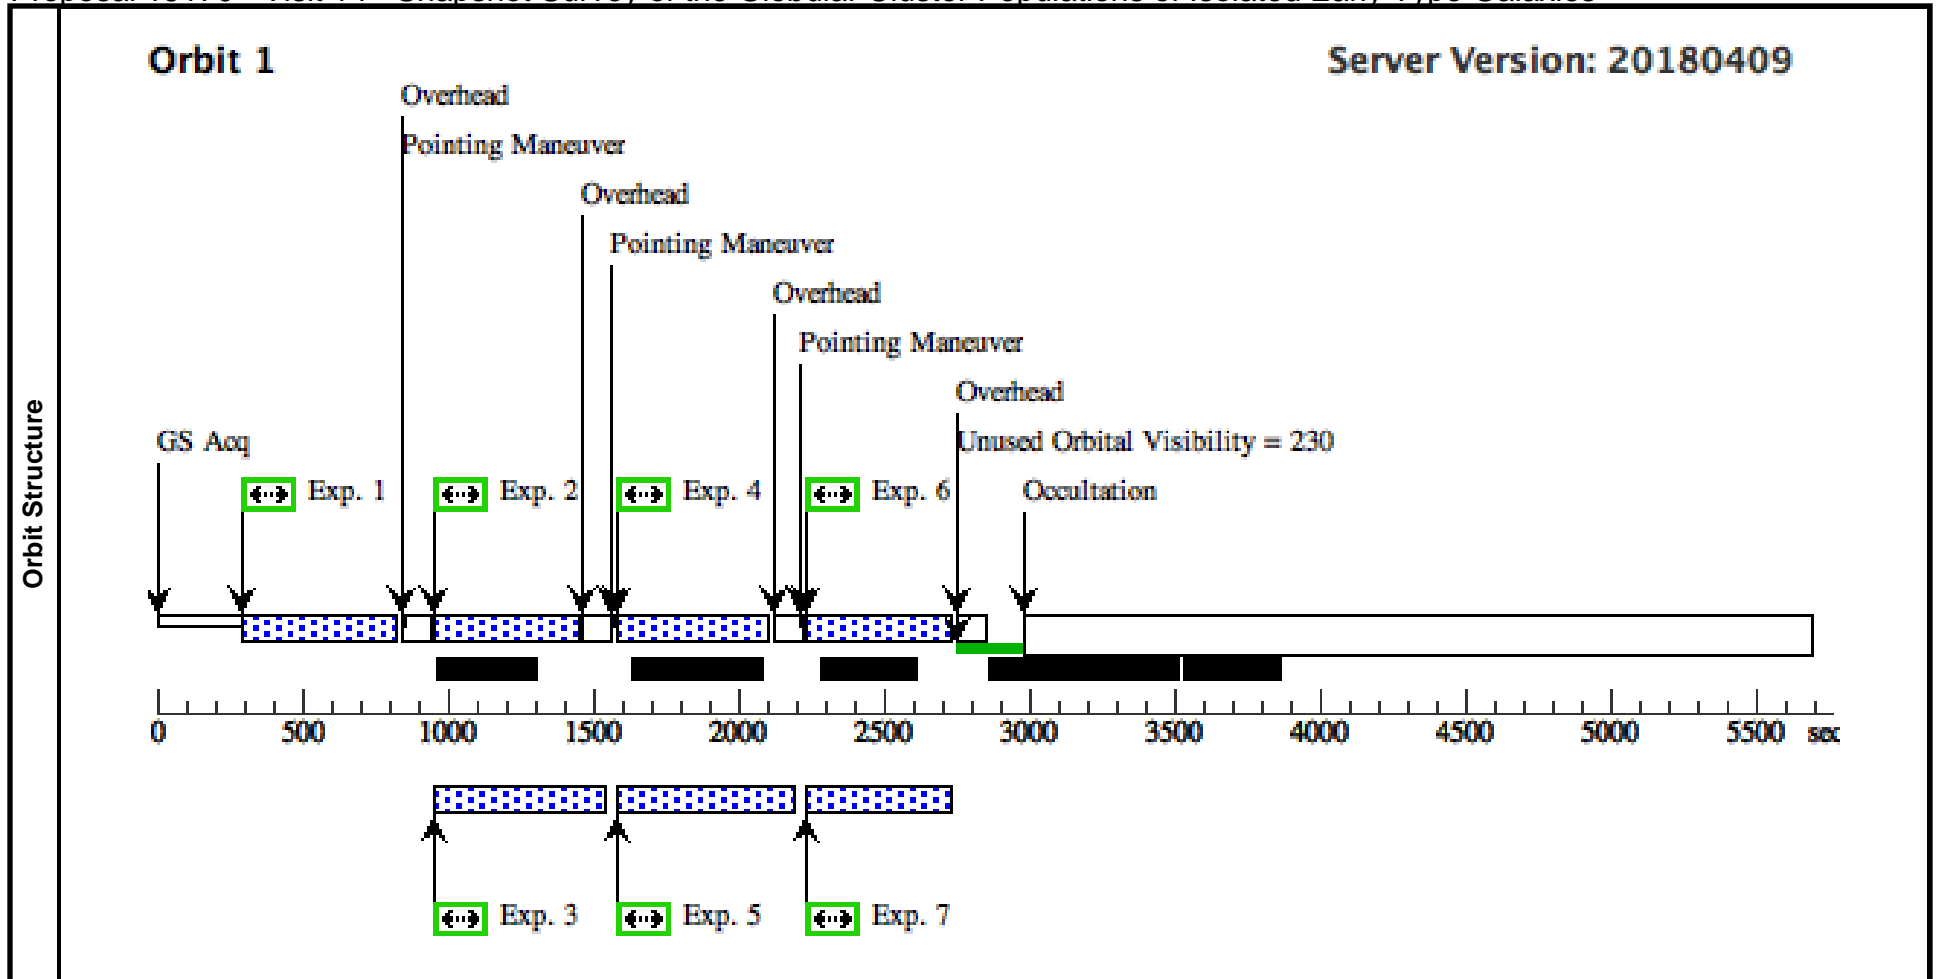 Orbit 1
Server Version: 20180409
Overhead
Pointing Maneuver
Overhead
Pointing Maneuver
Overhead
Pointing Maneuver
Overhead
Unused Orbital Visibility = 230
GS Acq
Occultation
Exp. 1
Exp. 2
Exp. 4
Exp. 6
Orbit Structure
0 500 1000 1500 2000 2500 3000 3500 4000 4500 5000 5500 sec
Exp. 3
Exp. 5
Exp. 7